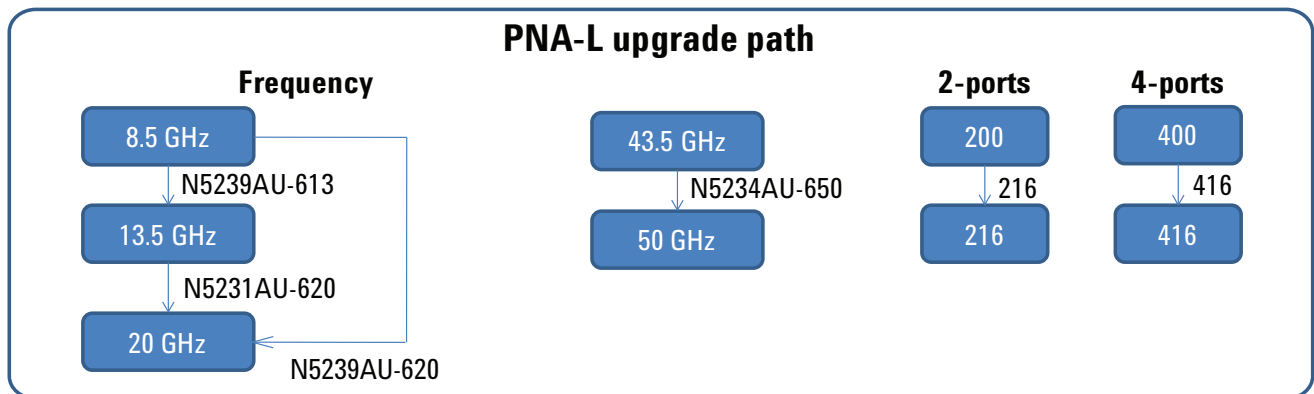 PNA-L upgrade path
Frequency
8.5 GHz
N5239AU-613
13.5 GHz
N5231AU-620
20 GHz
N5239AU-620
43.5 GHz
N5234AU-650
50 GHz
2-ports
200
216
216
4-ports
400
416
416